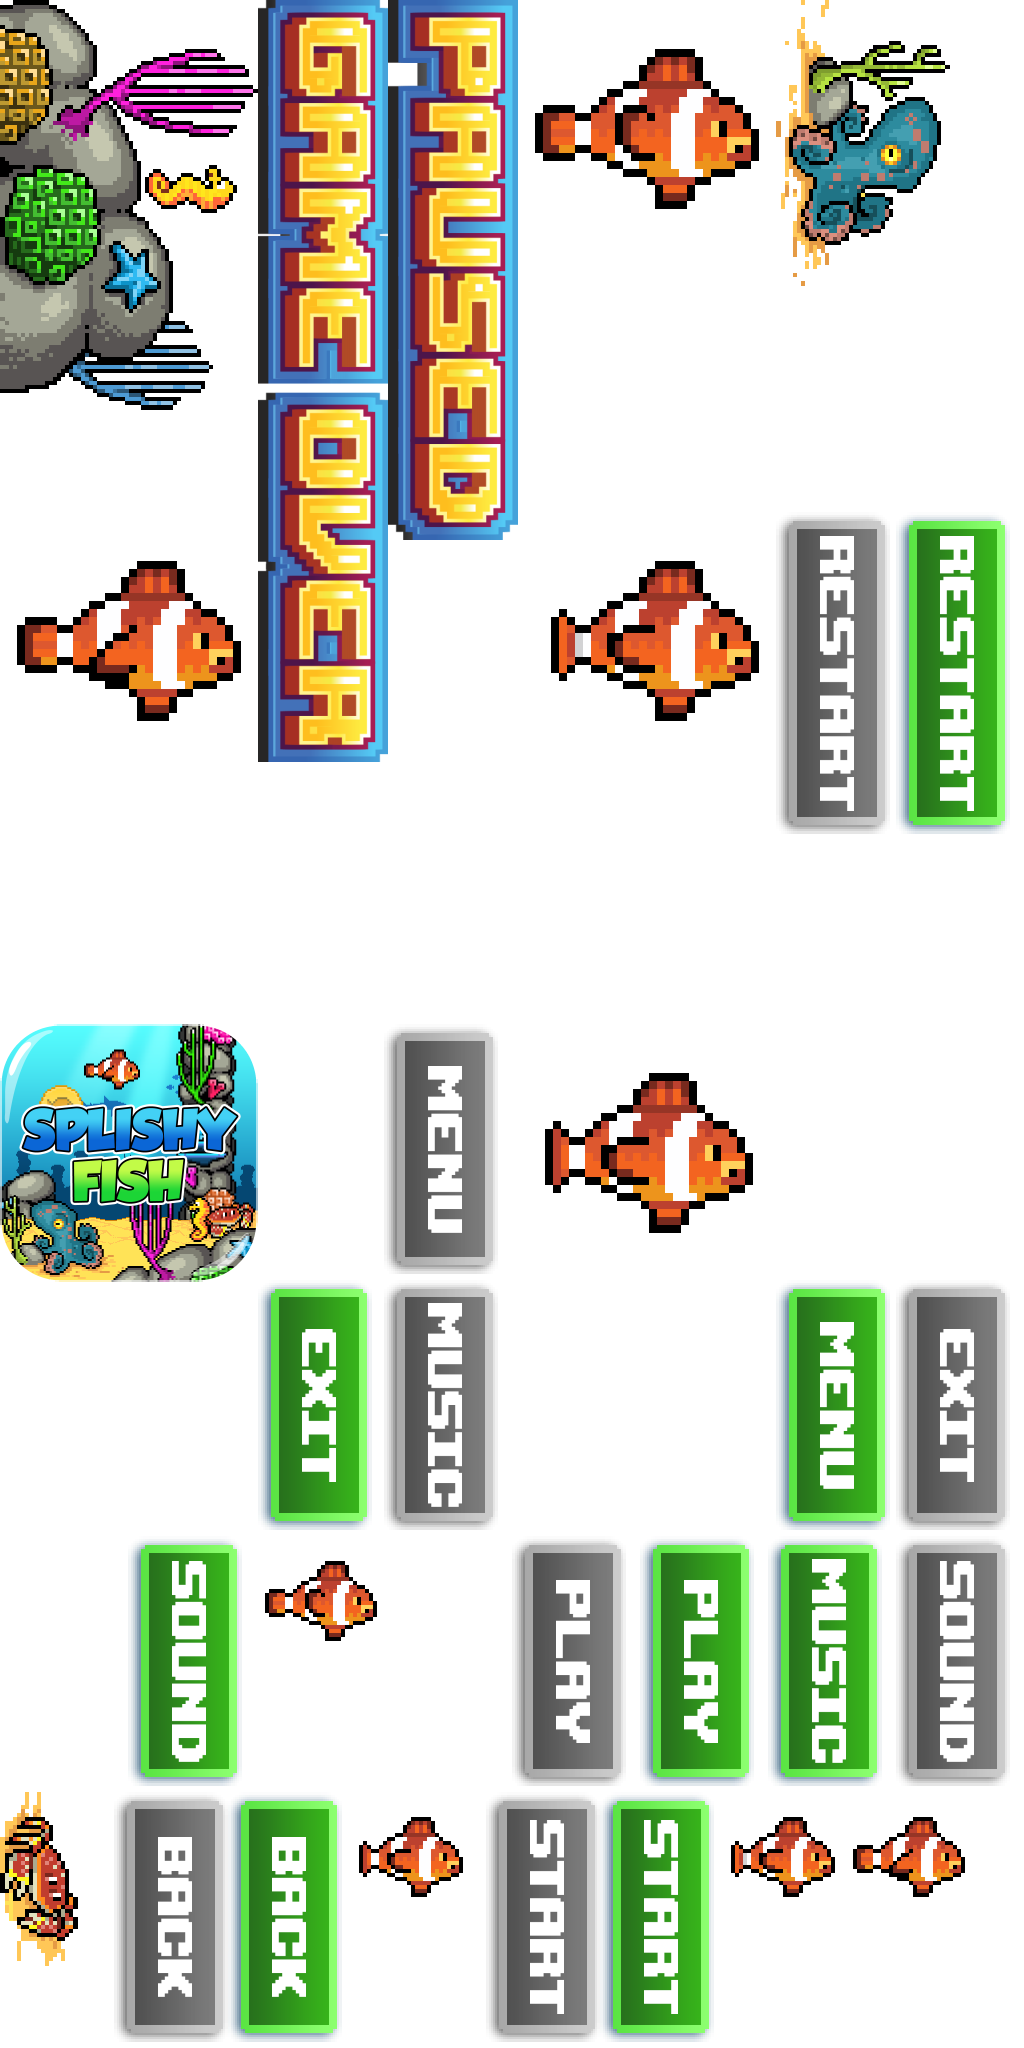 GAME
PAUSED
OVER
RESTART
RESTART
SPLISHY
FISH
MENU
EXIT
MUSIC
MENU
EXIT
SOUND
PLAY
PLAY
MUSIC
SOUND
BACK
BACK
START
START